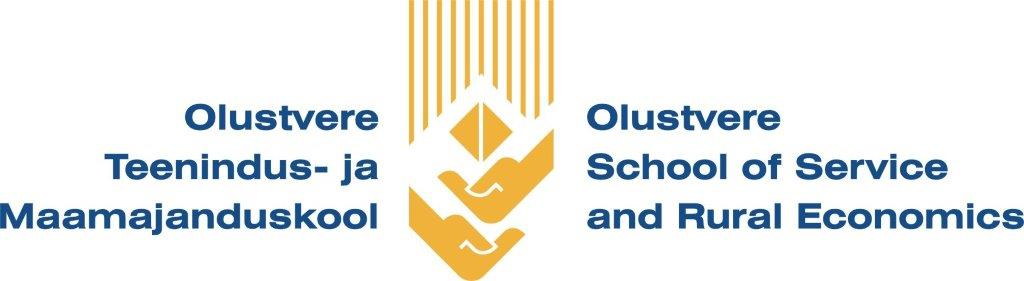 Olustvere
Teenindus- ja
Maamajanduskool
Olustvere
School of Service
and Rural Economics